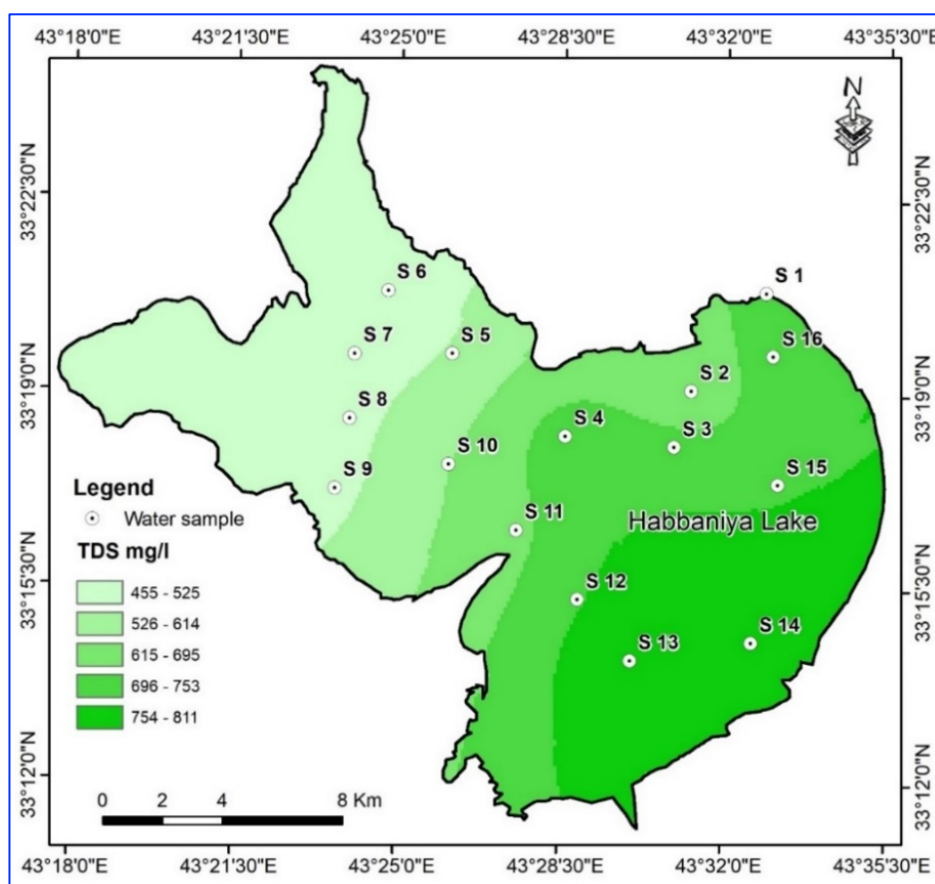 43°18'0"E 43°21'30"E 43°25'0"E 43°28'30"E 43°32'0"E 43°35'30"E
N
33°22'30"N
33°22'30"N
S 6
S 1
S 7
S 5
S 16
33°19'0"N
33°19'0"N
S 2
S 8
S 4
S 3
S 10
S 9
S 15
Legend
Water sample
S 11
Habbaniya Lake
TDS mg/l
33°15'30"N
33°15'30"N
455 - 525
S 12
526 - 614
615 - 695
S 13
S 14
696 - 753
754 - 811
33°12'0"N
33°12'0"N
0 2 4 8 Km
43°18'0"E 43°21'30"E 43°25'0"E 43°28'30"E 43°32'0"E 43°35'30"E